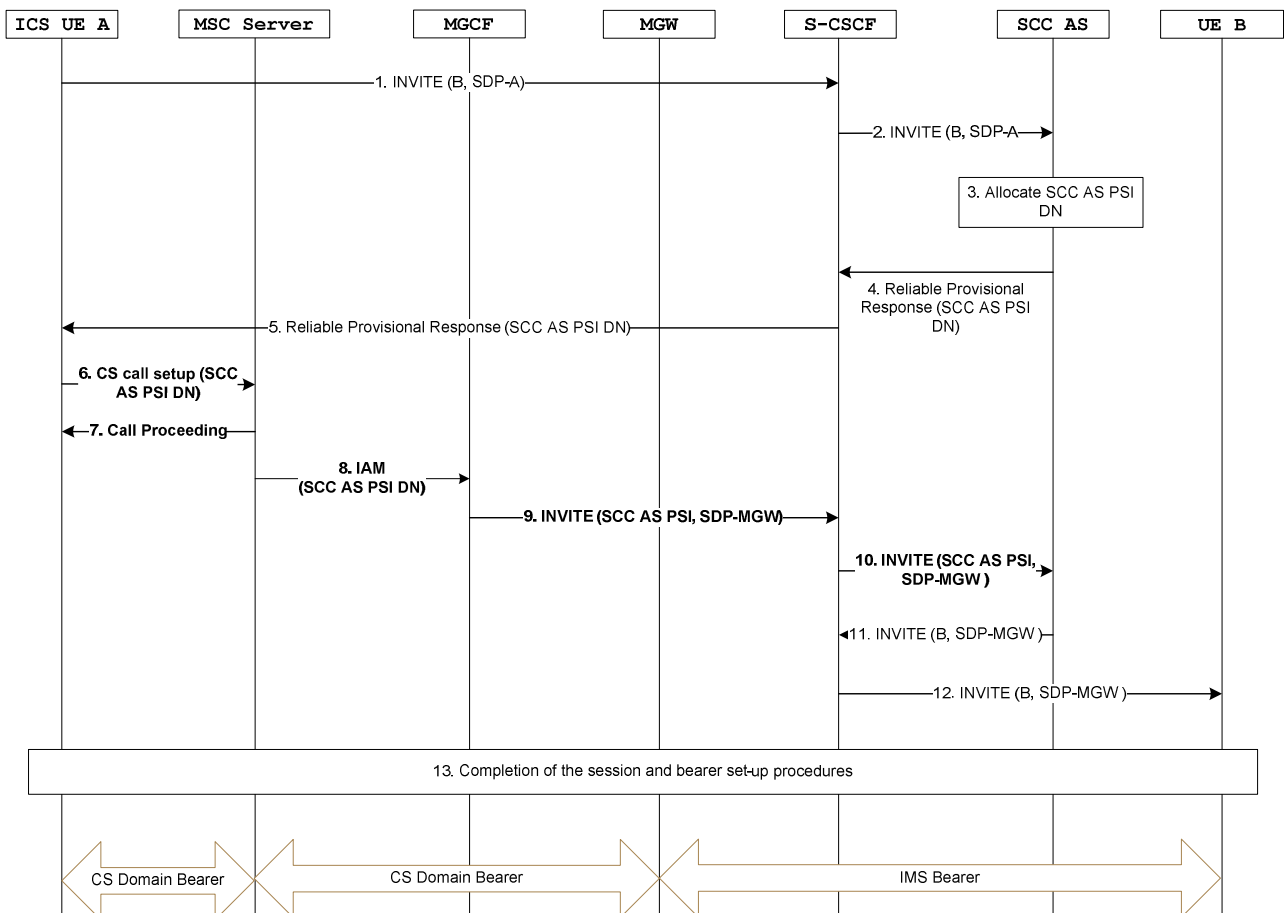 ICS UE A
MSC Server
MGCF
MGW
S-CSCF
SCC AS
UE B
1. INVITE (B, SDP-A)
2. INVITE (B, SDP-A
3. Allocate SCC AS PSI
DN
4. Reliable Provisional
Response (SCC AS PSI
DN)
5. Reliable Provisional Response (SCC AS PSI DN)
6. CS call setup (SCC
AS PSI DN)
7. Call Proceeding
8. IAM
(SCC AS PSI DN)
9. INVITE (SCC AS PSI, SDP-MGW)
10. INVITE (SCC AS PSI,
SDP-MGW )
11. INVITE (B, SDP-MGW )
12. INVITE (B, SDP-MGW )
13. Completion of the session and bearer set-up procedures
CS Domain Bearer
CS Domain Bearer
IMS Bearer